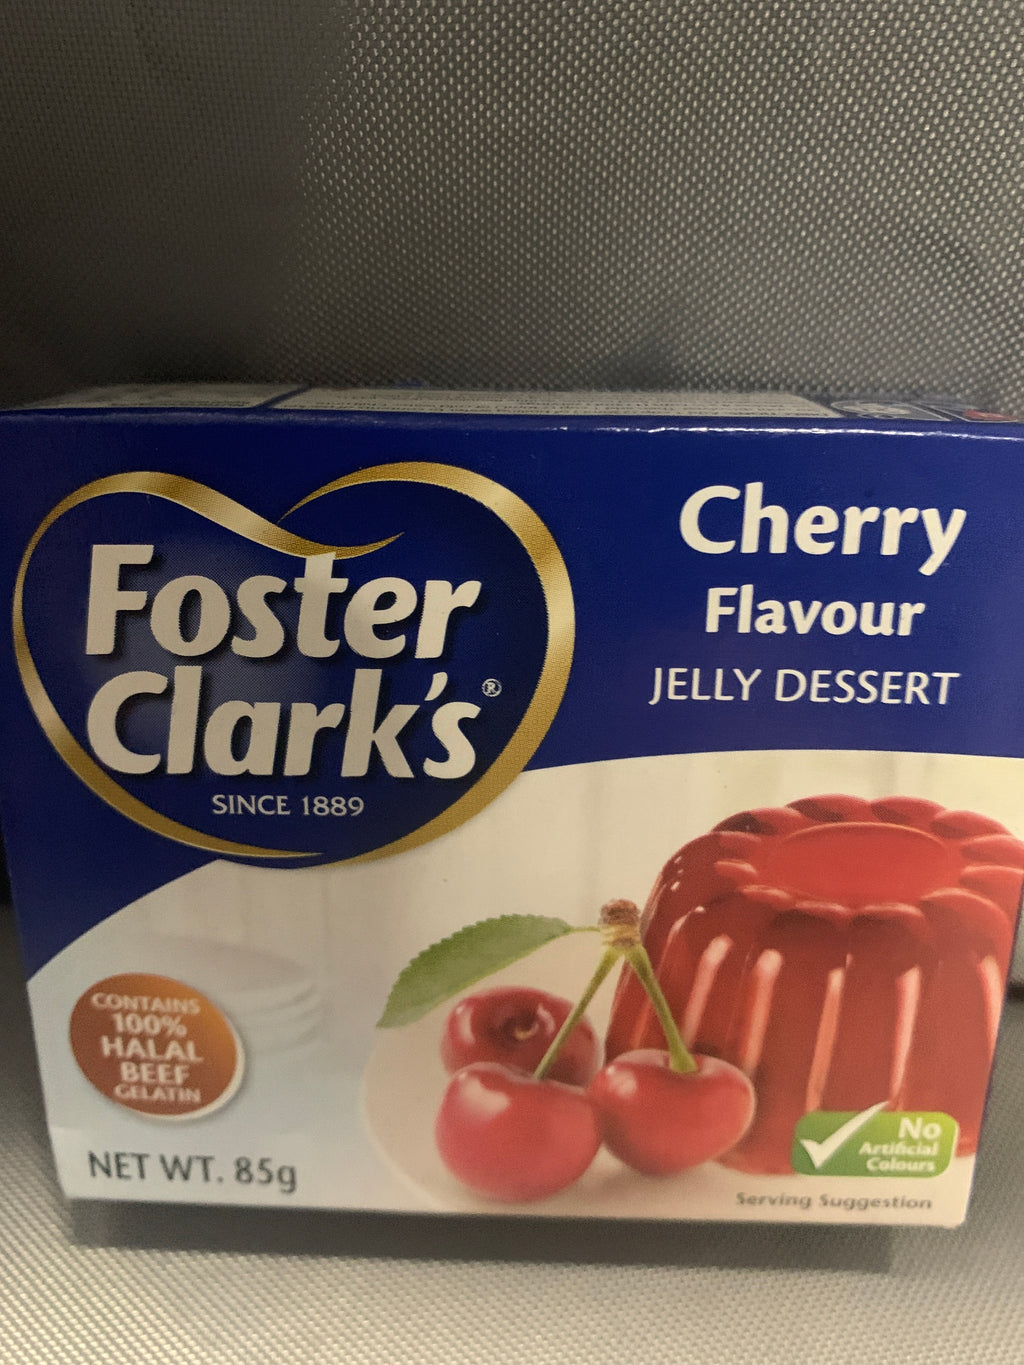 Foster
Clark's®
SINCE 1889
Cherry
Flavour
JELLY DESSERT
CONTAINS
100%
HALAL
BEEF
GELATIN
NET WT. 85g
No
Artificial
Colours
Serving Suggestion